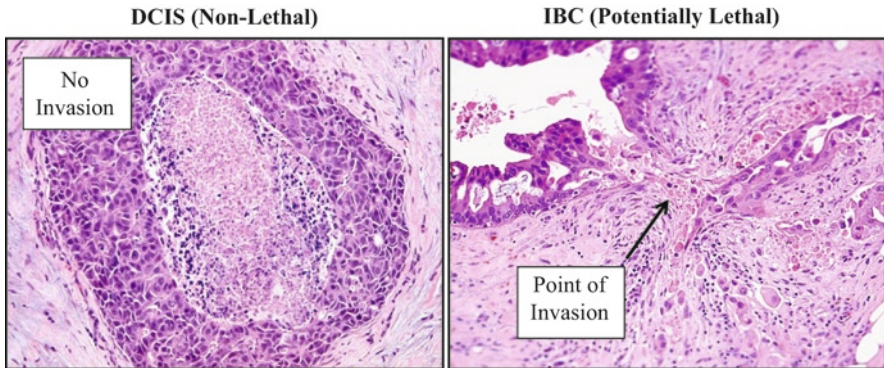 DCIS (Non-Lethal)
IBC (Potentially Lethal)
No
Invasion
Point of
Invasion